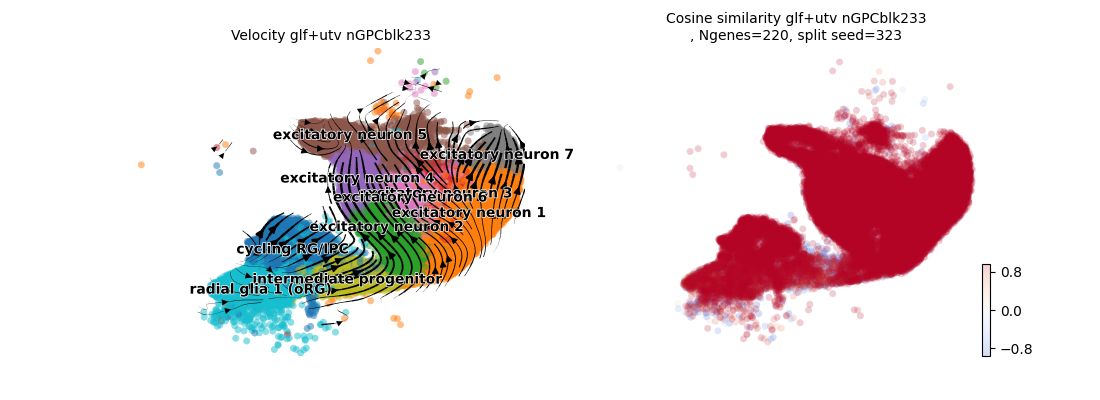 Velocity glf+utv nGPCblk233
Cosine similarity glf+utv nGPCblk233
, Ngenes=220, split seed=323
excitatory neuron 5
excitatory neuron 7
excitatory neuron 4
excitatory neuron 3
excitatory neuron 6
excitatory neuron 1
excitatory neuron 2
cycling RG/IPC
intermediate progenitor
radial glia 1 (oRG)
0.8
0.0
−0.8